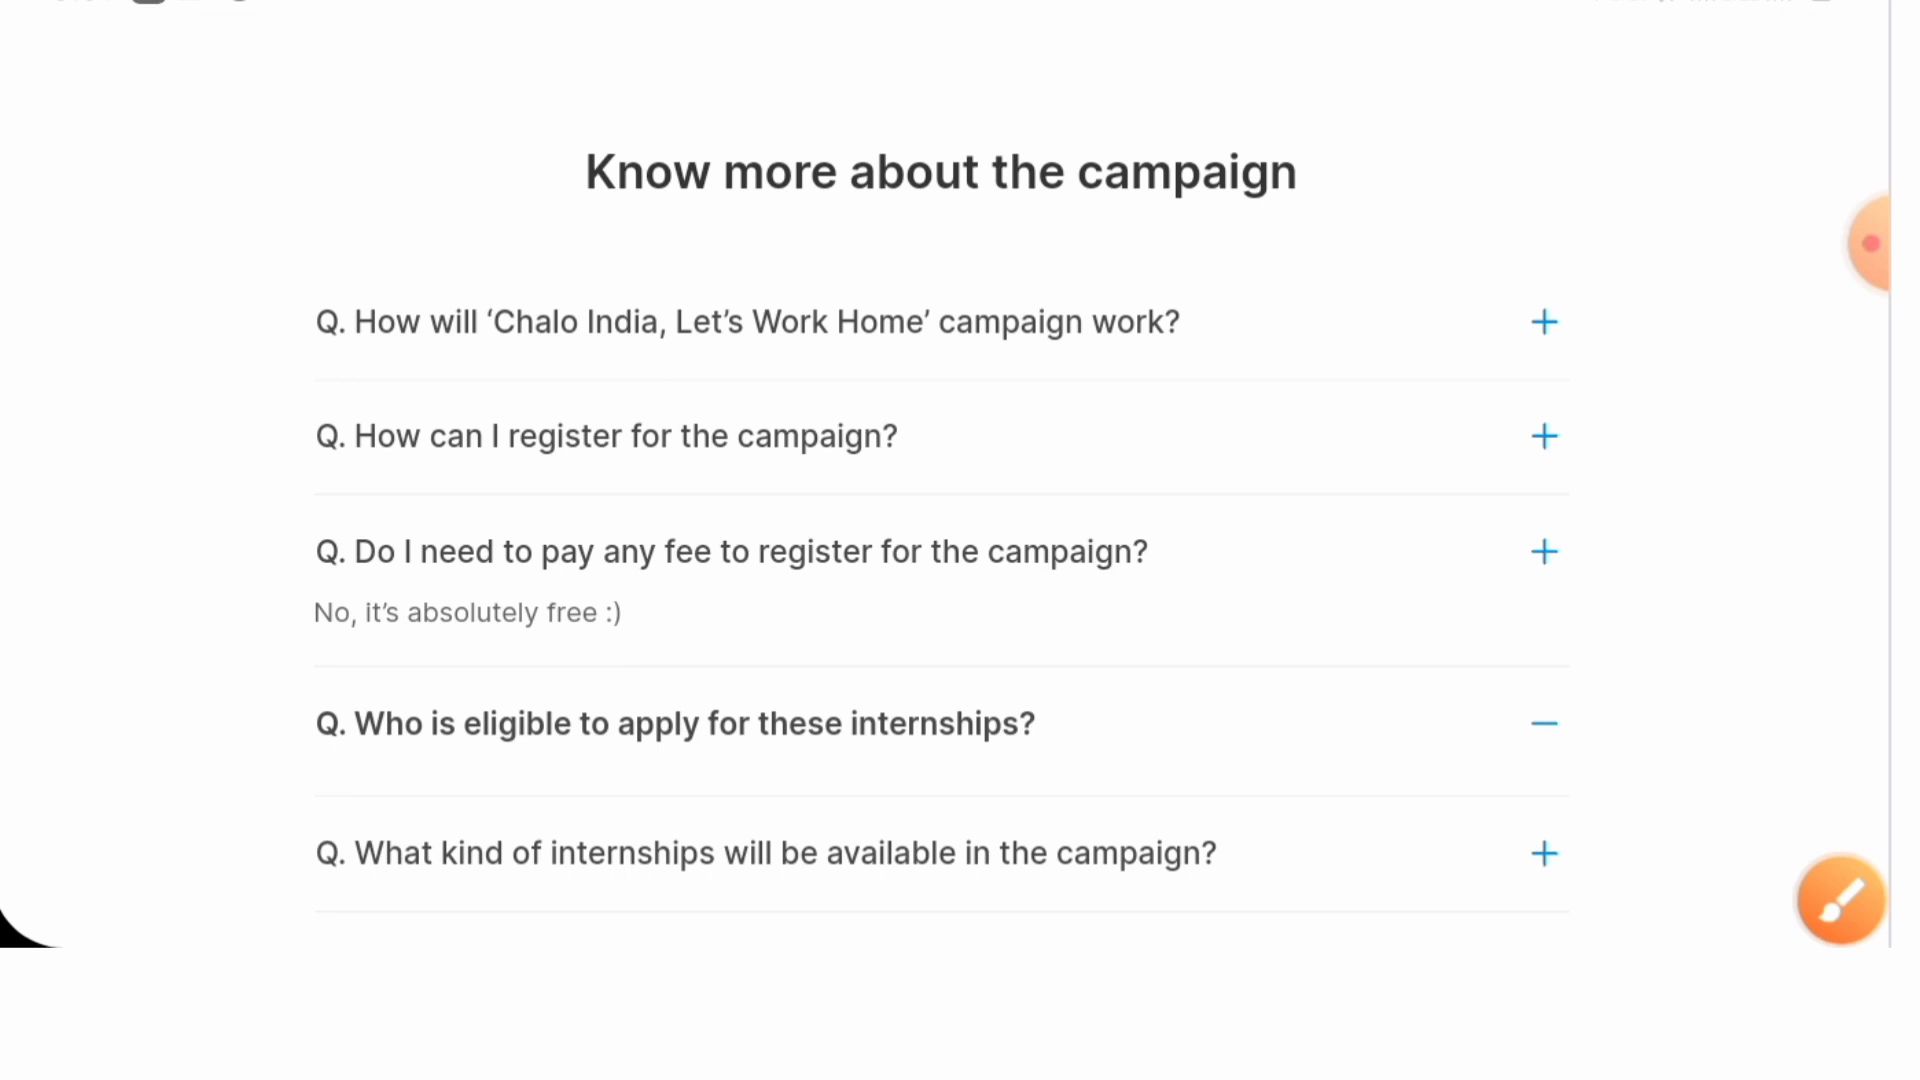 Know more about the campaign
Q. How will ‘Chalo India, Let’s Work Home’ campaign work?
Q. How can I register for the campaign?
Q. Do I need to pay any fee to register for the campaign?
No, it’s absolutely free :)
Q. Who is eligible to apply for these internships?
Q. What kind of internships will be available in the campaign?